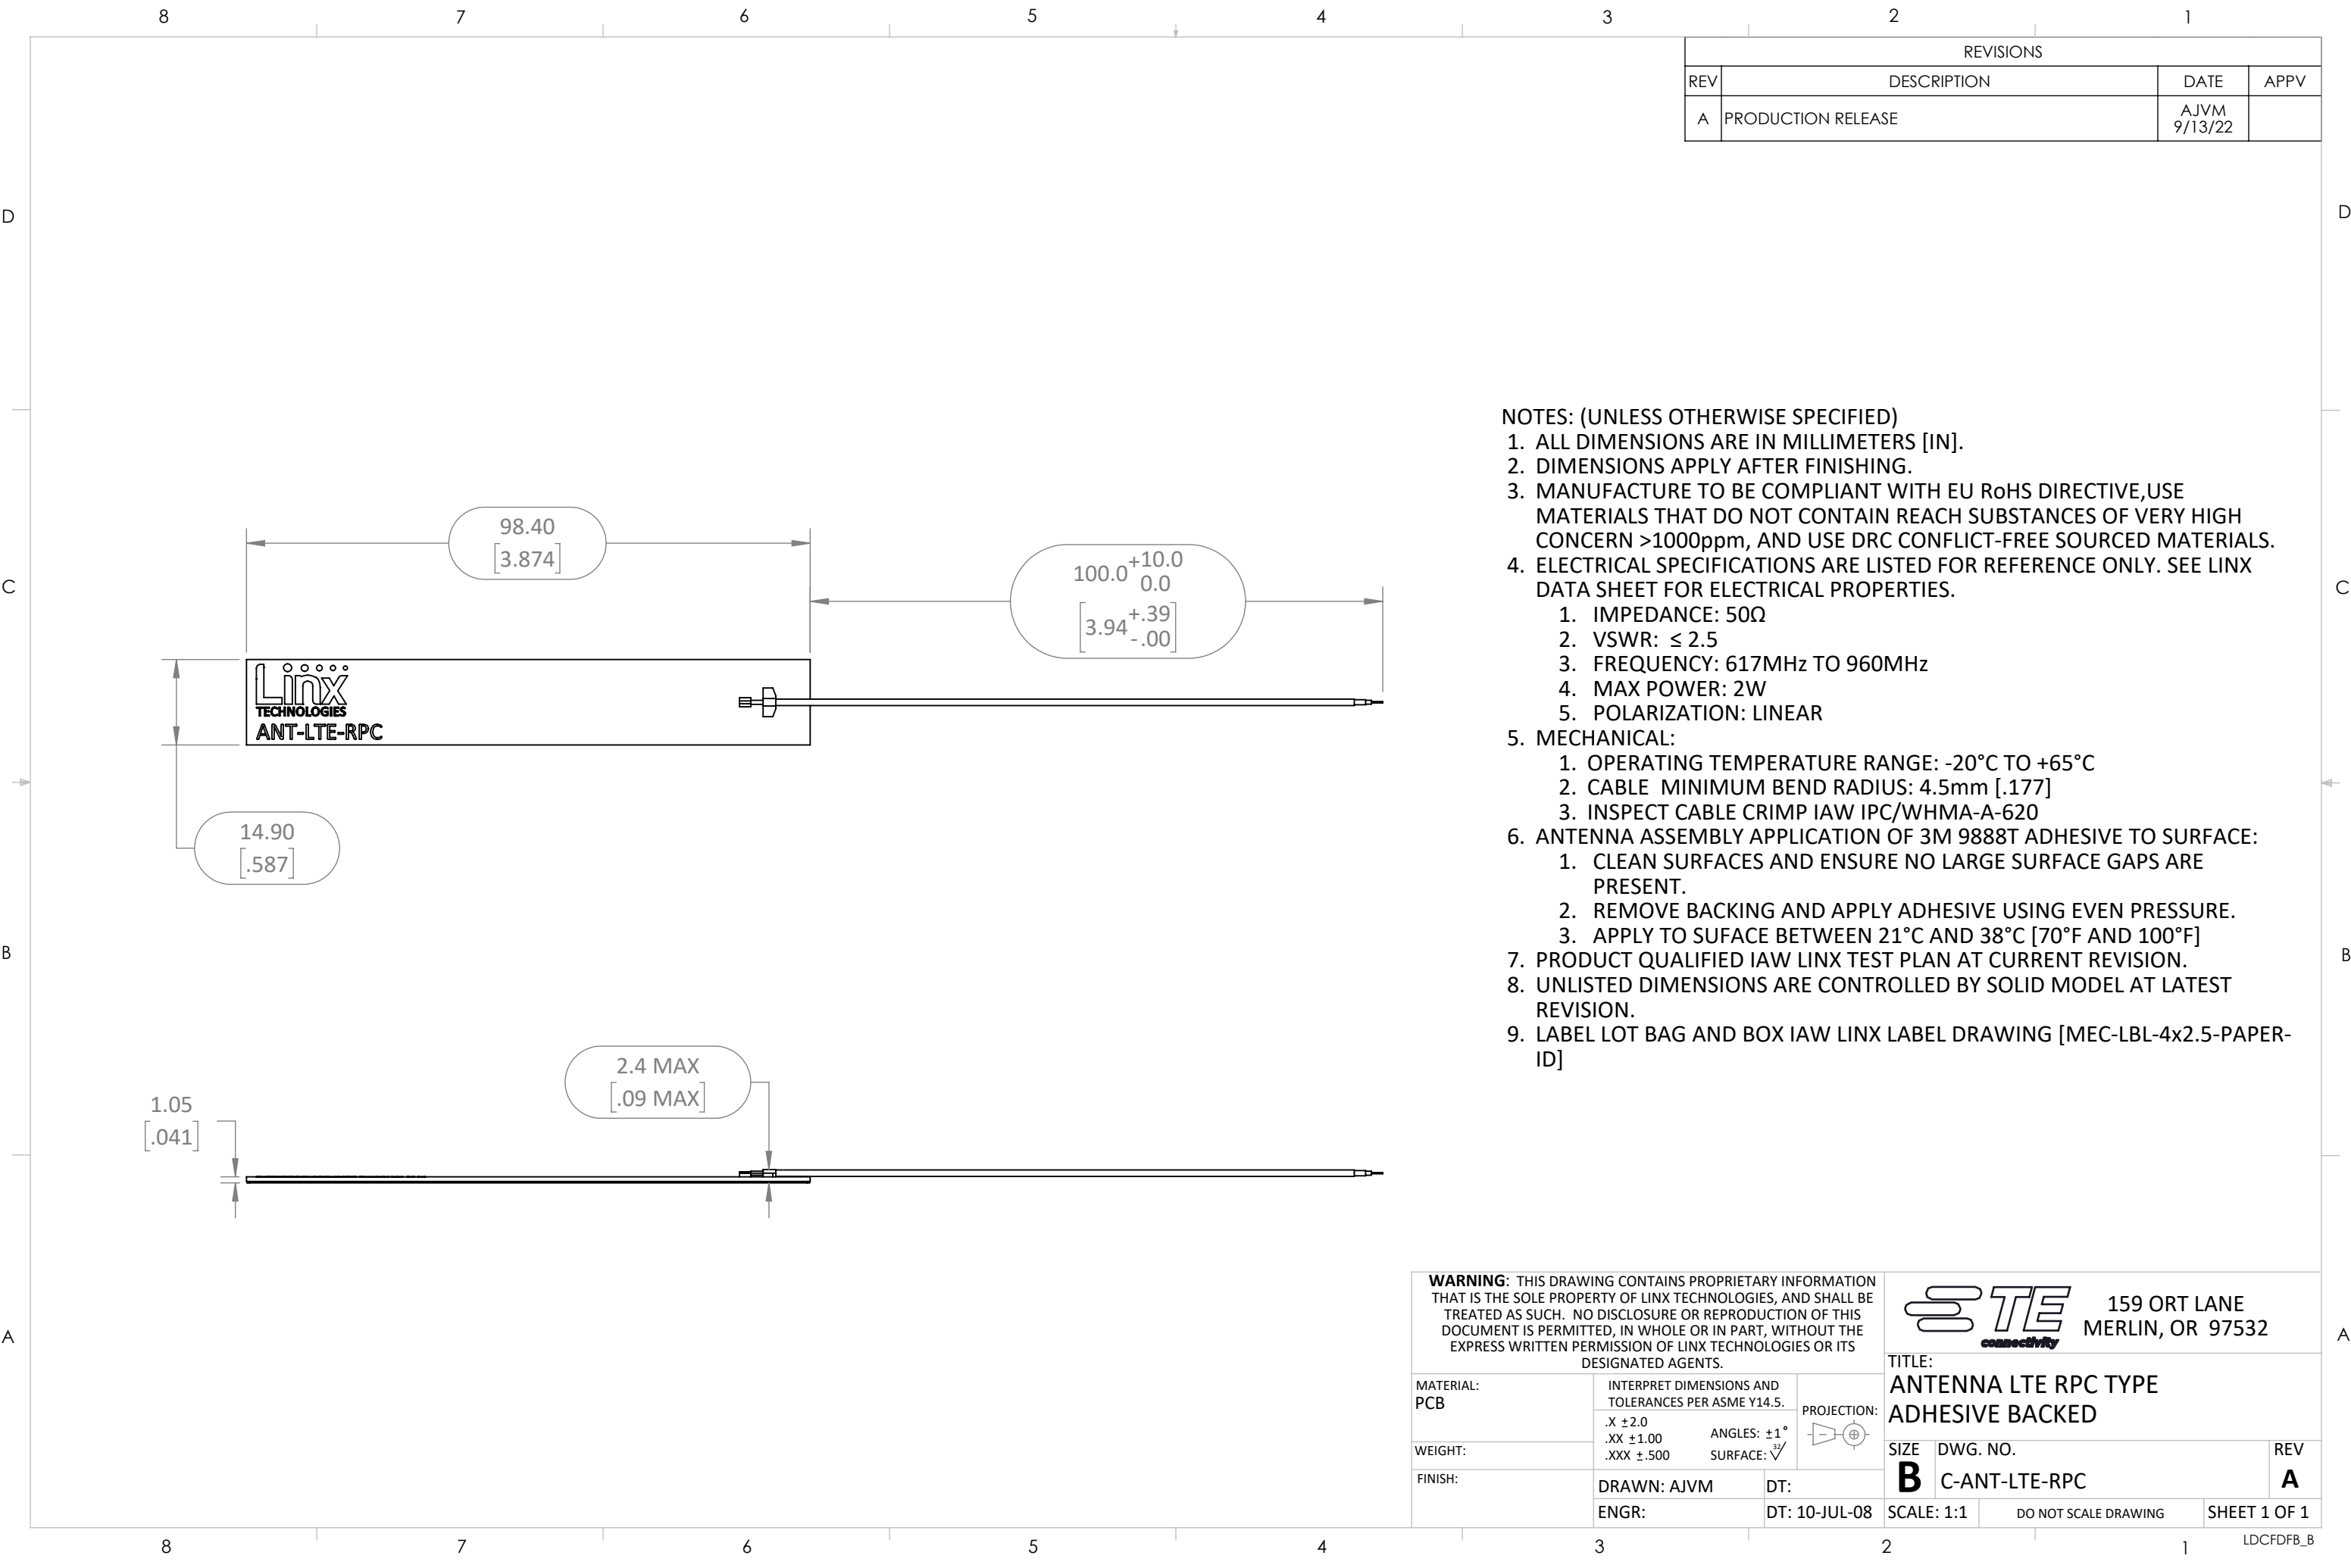 8 7 6 5 4 3 2 1
REVISIONS
REV DESCRIPTION DATE APPV
A PRODUCTION RELEASE AJVM
9/13/22
D D
C C
B B
A A
98.40
[3.874]
100.0 +10.0
0.0
[3.94 +.39
-.00]
Linx
TECHNOLOGIES
ANT-LTE-RPC
14.90
[.587]
2.4 MAX
[.09 MAX]
1.05
[.041]
NOTES: (UNLESS OTHERWISE SPECIFIED)
1. ALL DIMENSIONS ARE IN MILLIMETERS [IN].
2. DIMENSIONS APPLY AFTER FINISHING.
3. MANUFACTURE TO BE COMPLIANT WITH EU RoHS DIRECTIVE,USE
MATERIALS THAT DO NOT CONTAIN REACH SUBSTANCES OF VERY HIGH
CONCERN >1000ppm, AND USE DRC CONFLICT-FREE SOURCED MATERIALS.
4. ELECTRICAL SPECIFICATIONS ARE LISTED FOR REFERENCE ONLY. SEE LINX
DATA SHEET FOR ELECTRICAL PROPERTIES.
1. IMPEDANCE: 50Ω
2. VSWR: ≤ 2.5
3. FREQUENCY: 617MHz TO 960MHz
4. MAX POWER: 2W
5. POLARIZATION: LINEAR
5. MECHANICAL:
1. OPERATING TEMPERATURE RANGE: -20°C TO +65°C
2. CABLE MINIMUM BEND RADIUS: 4.5mm [.177]
3. INSPECT CABLE CRIMP IAW IPC/WHMA-A-620
6. ANTENNA ASSEMBLY APPLICATION OF 3M 9888T ADHESIVE TO SURFACE:
1. CLEAN SURFACES AND ENSURE NO LARGE SURFACE GAPS ARE
PRESENT.
2. REMOVE BACKING AND APPLY ADHESIVE USING EVEN PRESSURE.
3. APPLY TO SUFACE BETWEEN 21°C AND 38°C [70°F AND 100°F]
7. PRODUCT QUALIFIED IAW LINX TEST PLAN AT CURRENT REVISION.
8. UNLISTED DIMENSIONS ARE CONTROLLED BY SOLID MODEL AT LATEST
REVISION.
9. LABEL LOT BAG AND BOX IAW LINX LABEL DRAWING [MEC-LBL-4x2.5-PAPER-
ID]
WARNING: THIS DRAWING CONTAINS PROPRIETARY INFORMATION
THAT IS THE SOLE PROPERTY OF LINX TECHNOLOGIES, AND SHALL BE
TREATED AS SUCH. NO DISCLOSURE OR REPRODUCTION OF THIS
DOCUMENT IS PERMITTED, IN WHOLE OR IN PART, WITHOUT THE
EXPRESS WRITTEN PERMISSION OF LINX TECHNOLOGIES OR ITS
DESIGNATED AGENTS.
TE
connectivity
159 ORT LANE
MERLIN, OR 97532
MATERIAL:
PCB
WEIGHT:
FINISH:
INTERPRET DIMENSIONS AND
TOLERANCES PER ASME Y14.5.
.X ±2.0
.XX ±1.00 ANGLES: ±1°
.XXX ±.500 SURFACE: 32
PROJECTION:
DRAWN: AJVM DT:
ENGR: DT: 10-JUL-08
TITLE:
ANTENNA LTE RPC TYPE
ADHESIVE BACKED
SIZE DWG. NO. REV
B C-ANT-LTE-RPC A
SCALE: 1:1 DO NOT SCALE DRAWING SHEET 1 OF 1
LDCFDFB_B
8 7 6 5 4 3 2 1